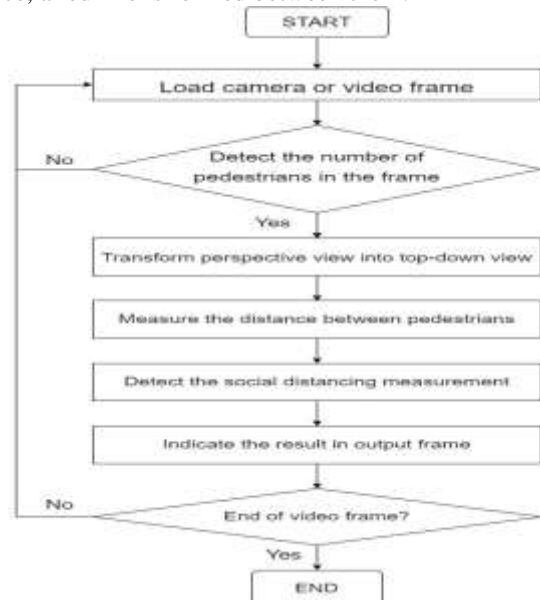 START
Load camera or video frame
Detect the number of
pedestrians in the frame
No
Yes
Transform perspective view into top-down view
Measure the distance between pedestrians
Detect the social distancing measurement
Indicate the result in output frame
No
End of video frame?
Yes
END